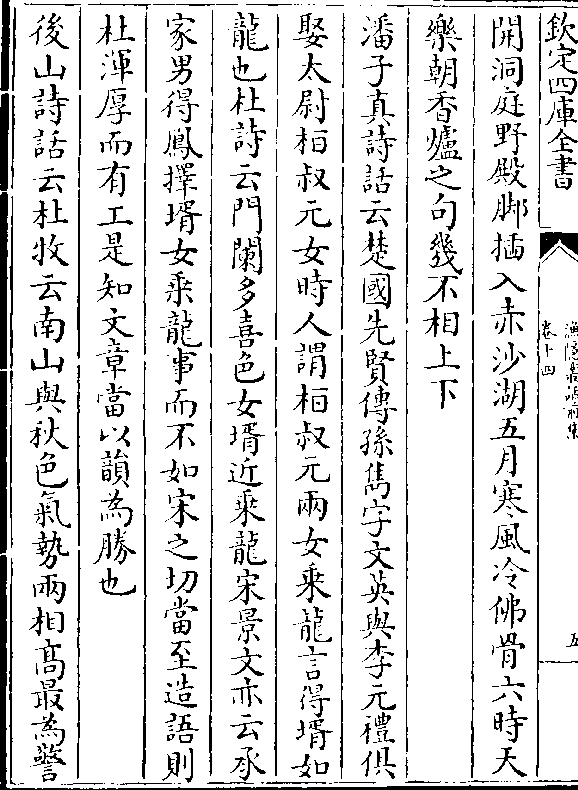 欽定四庫全書
漁隱叢話前集
卷十四
五
開洞庭野殿脚插入赤沙湖五月寒風冷佛骨六時天
樂朝香爐之句幾不相上下
潘子真詩話云楚國先賢傳孫雋字文英與李元禮俱
娶太尉桓叔元女時人謂桓叔元兩女乘龍言得壻如
龍也杜詩云門闌多喜色女壻近乘龍宋景文亦云承
家男得鳳擇壻女乘龍事而不如宋之切當至造語則
杜渾厚而有工是知文章當以韻為勝也
後山詩話云杜牧云南山與秋色氣勢兩相髙最為警